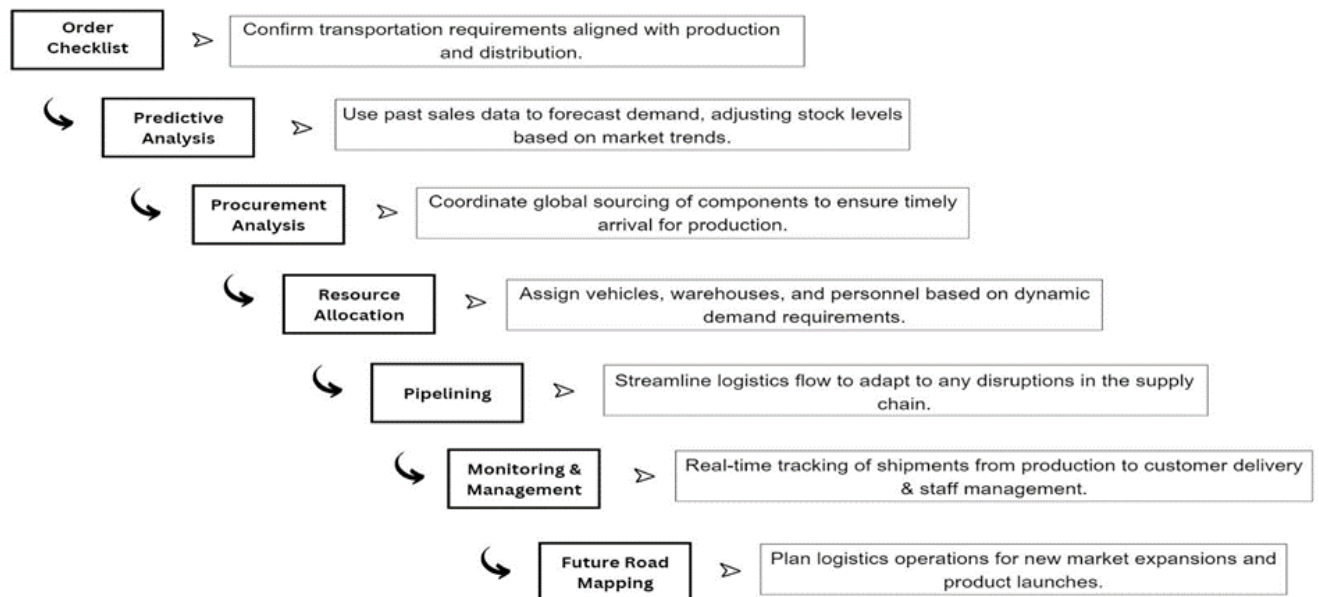 Order
Checklist
Confirm transportation requirements aligned with production
and distribution.
Predictive
Analysis
Use past sales data to forecast demand, adjusting stock levels
based on market trends.
Procurement
Analysis
Coordinate global sourcing of components to ensure timely
arrival for production.
Resource
Allocation
Assign vehicles, warehouses, and personnel based on dynamic
demand requirements.
Pipelining
Streamline logistics flow to adapt to any disruptions in the supply
chain.
Monitoring &
Management
Real-time tracking of shipments from production to customer delivery
& staff management.
Future Road
Mapping
Plan logistics operations for new market expansions and
product launches.